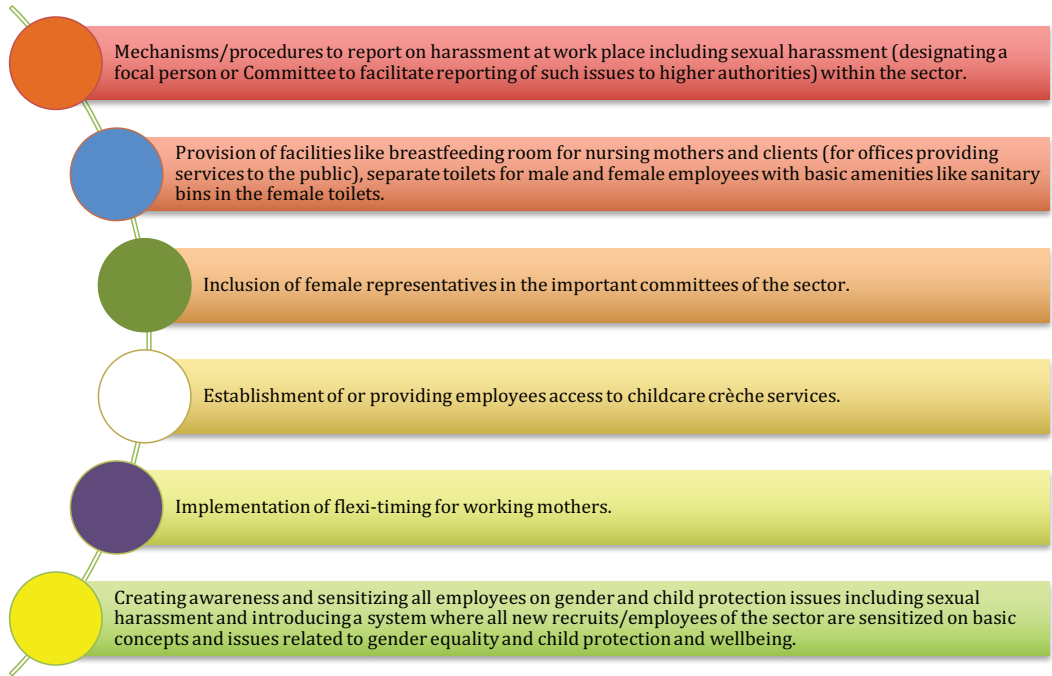 Mechanisms/procedures to report on harassment at work place including sexual harassment (designating a
focal person or Committee to facilitate reporting of such issues to higher authorities) within the sector.
Provision of facilities like breastfeeding room for nursing mothers and clients (for offices providing
services to the public), separate toilets for male and female employees with basic amenities like sanitary
bins in the female toilets.
Inclusion of female representatives in the important committees of the sector.
Establishment of or providing employees access to childcare crèche services.
Implementation of flexi-timing for working mothers.
Creating awareness and sensitizing all employees on gender and child protection issues including sexual
harassment and introducing a system where all new recruits/employees of the sector are sensitized on basic
concepts and issues related to gender equality and child protection and wellbeing.